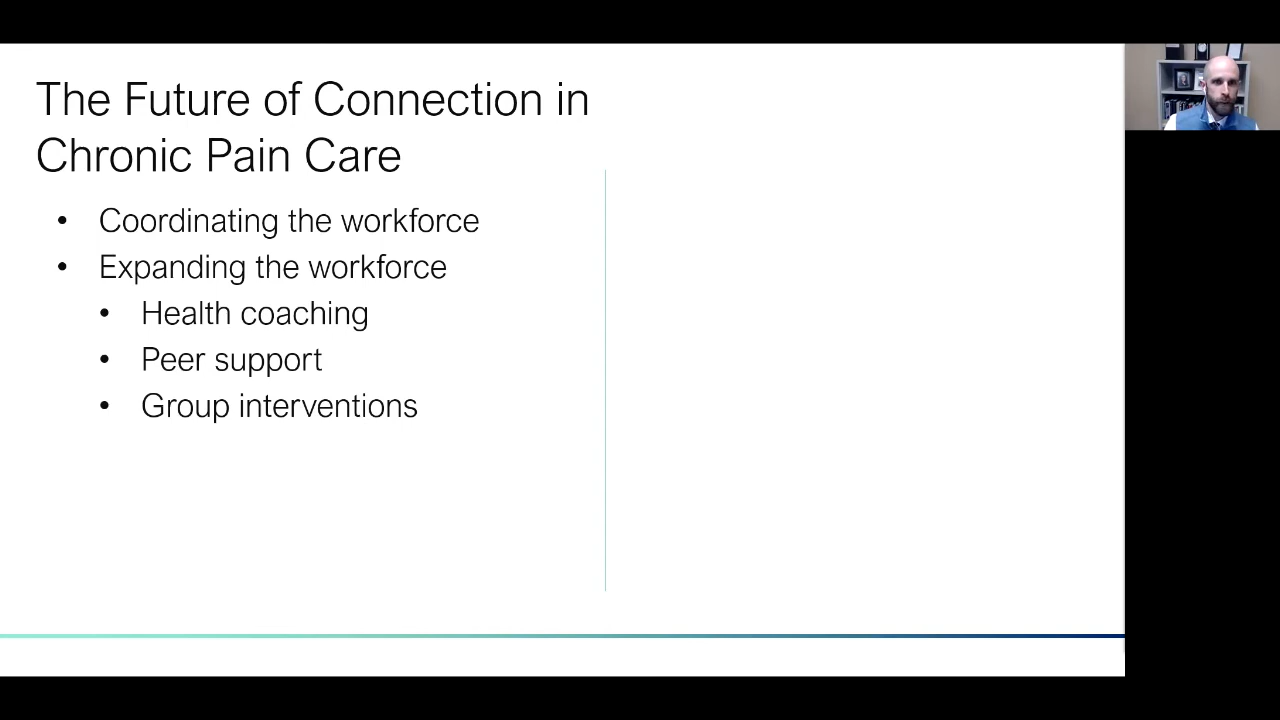 The Future of Connection in
Chronic Pain Care
• Coordinating the workforce
• Expanding the workforce
• Health coaching
• Peer support
• Group interventions